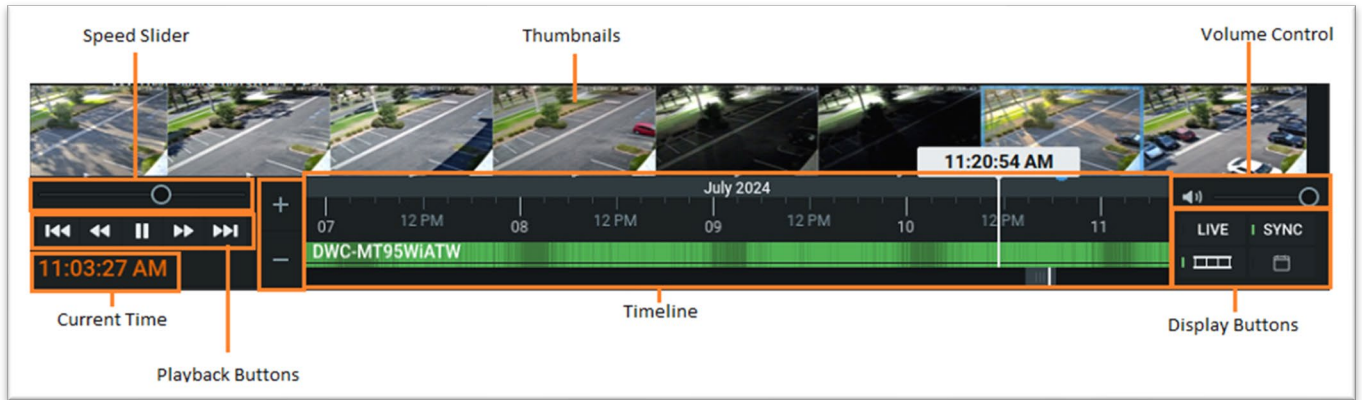 Speed Slider
Thumbnails
Volume Control
11:20:54 AM
July 2024
07 12 PM 08 12 PM 09 12 PM 10 12 PM 11
DWC-MT95WiATW
LIVE SYNC
11:03:27 AM
Current Time
Timeline
Display Buttons
Playback Buttons